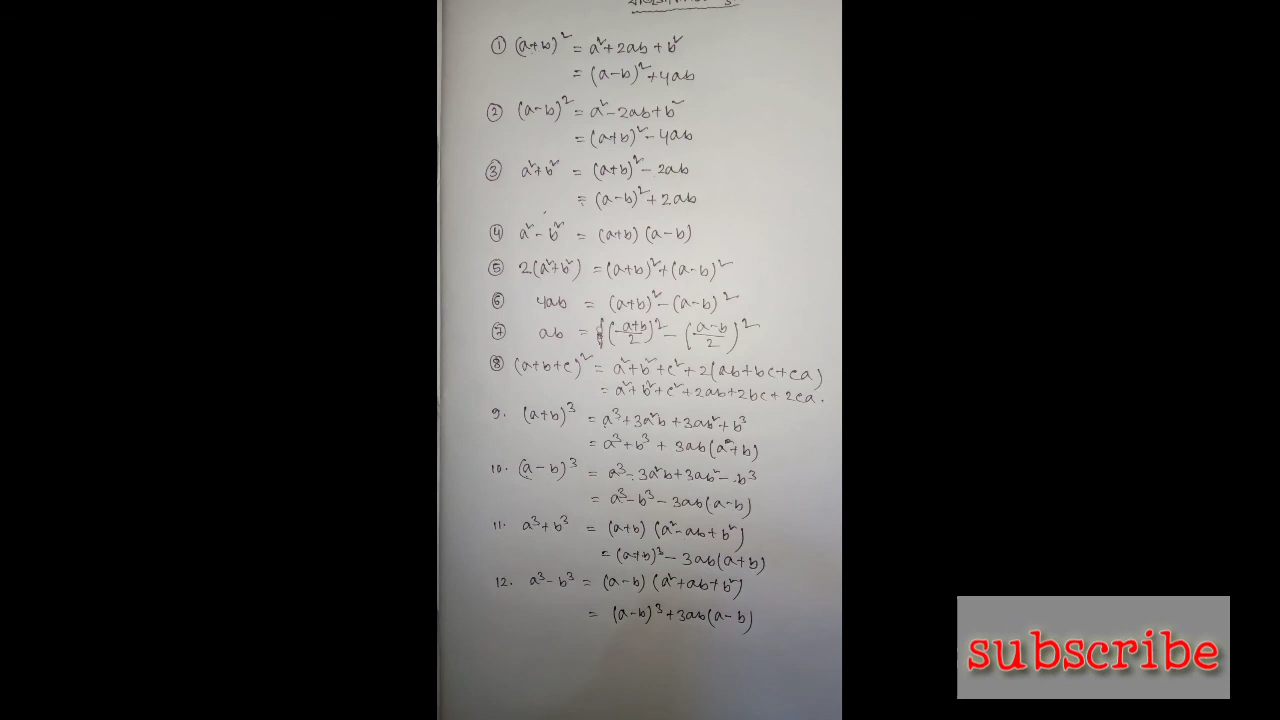 ① (a+b)² = a²+2ab+b²
= (a-b)²+4ab
② (a-b)² = a²-2ab+b²
= (a+b)²-4ab
③ a²+b² = (a+b)²-2ab
= (a-b)²+2ab
④ a²-b² = (a+b)(a-b)
⑤ 2(a²+b²) = (a+b)²+(a-b)²
⑥ 4ab = (a+b)²-(a-b)²
⑦ ab = (a+b/2)² - (a-b/2)²
⑧ (a+b+c)² = a²+b²+c²+2(ab+bc+ca)
= a²+b²+c²+2ab+2bc+2ca.
9. (a+b)³ = a³+3a²b+3ab²+b³
= a³+b³ + 3ab(a+b)
10. (a-b)³ = a³-3a²b+3ab²-b³
= a³-b³-3ab(a-b)
11. a³+b³ = (a+b)(a²-ab+b²)
= (a+b)³-3ab(a+b)
12. a³-b³ = (a-b)(a²+ab+b²)
= (a-b)³+3ab(a-b)
subscribe